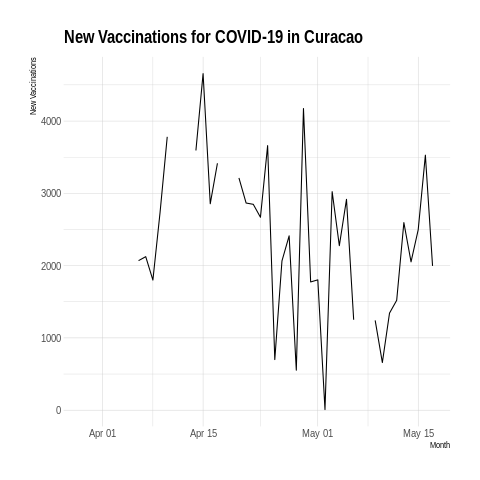 New Vaccinations for COVID-19 in Curacao
New Vaccinations
4000
3000
2000
1000
0
Apr 01
Apr 15
May 01
May 15
Month